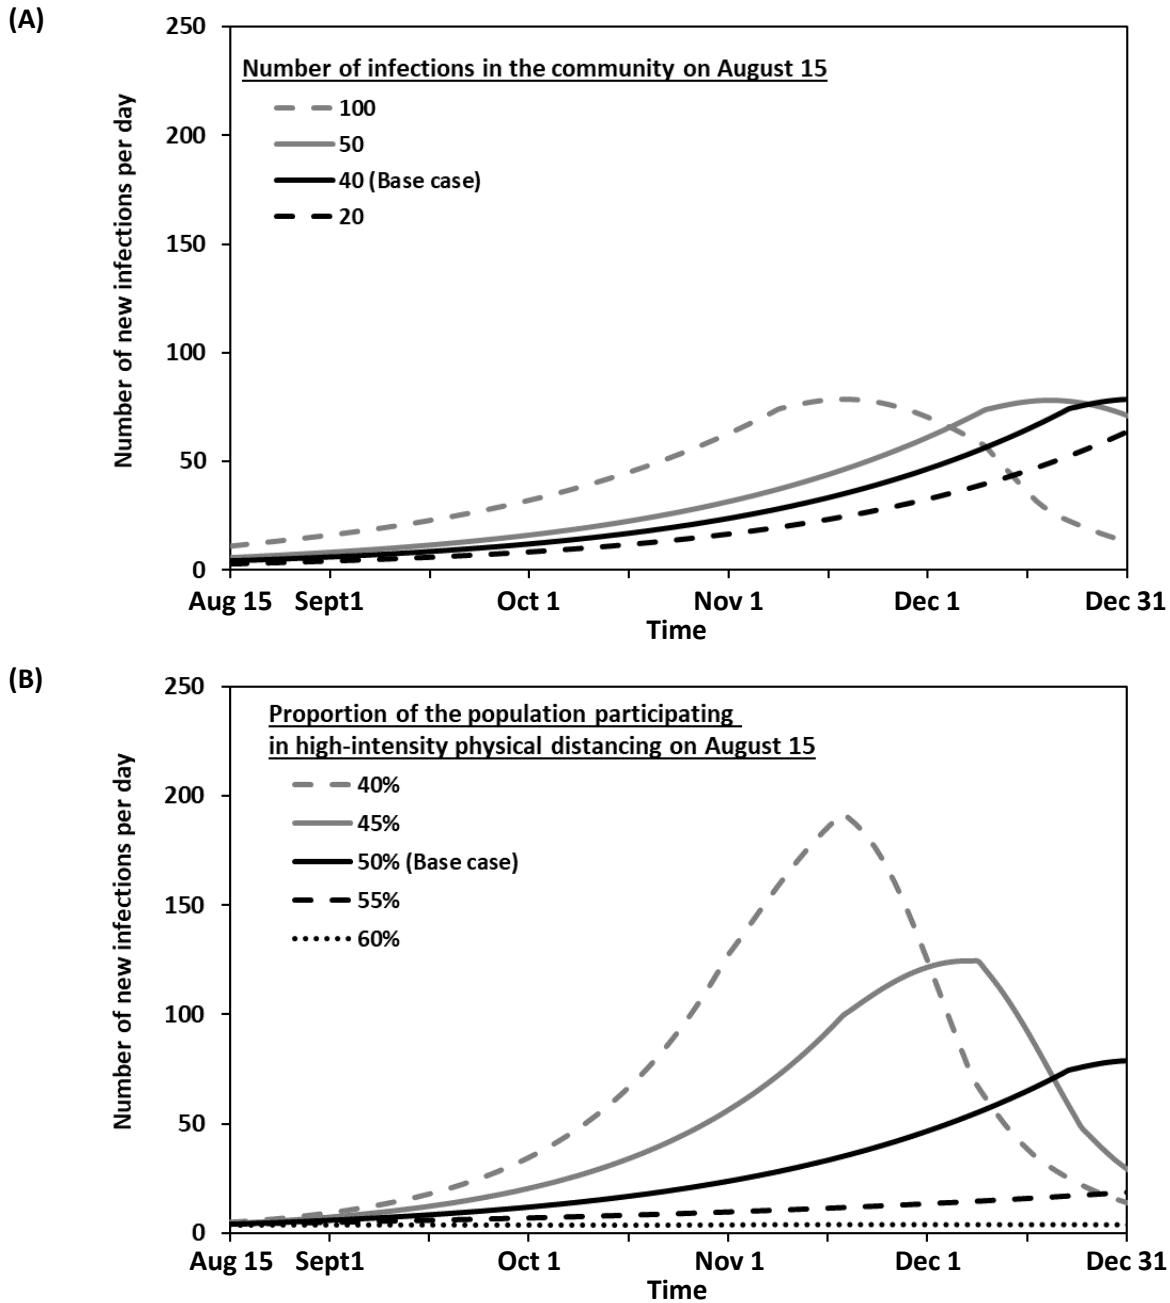 (A)
250
200
150
100
50
0
Number of new infections per day
Number of infections in the community on August 15
100
50
40 (Base case)
20
Aug 15 Sept1 Oct 1 Nov 1 Dec 1 Dec 31
Time
(B)
250
200
150
100
50
0
Number of new infections per day
Proportion of the population participating
in high-intensity physical distancing on August 15
40%
45%
50% (Base case)
55%
60%
Aug 15 Sept1 Oct 1 Nov 1 Dec 1 Dec 31
Time